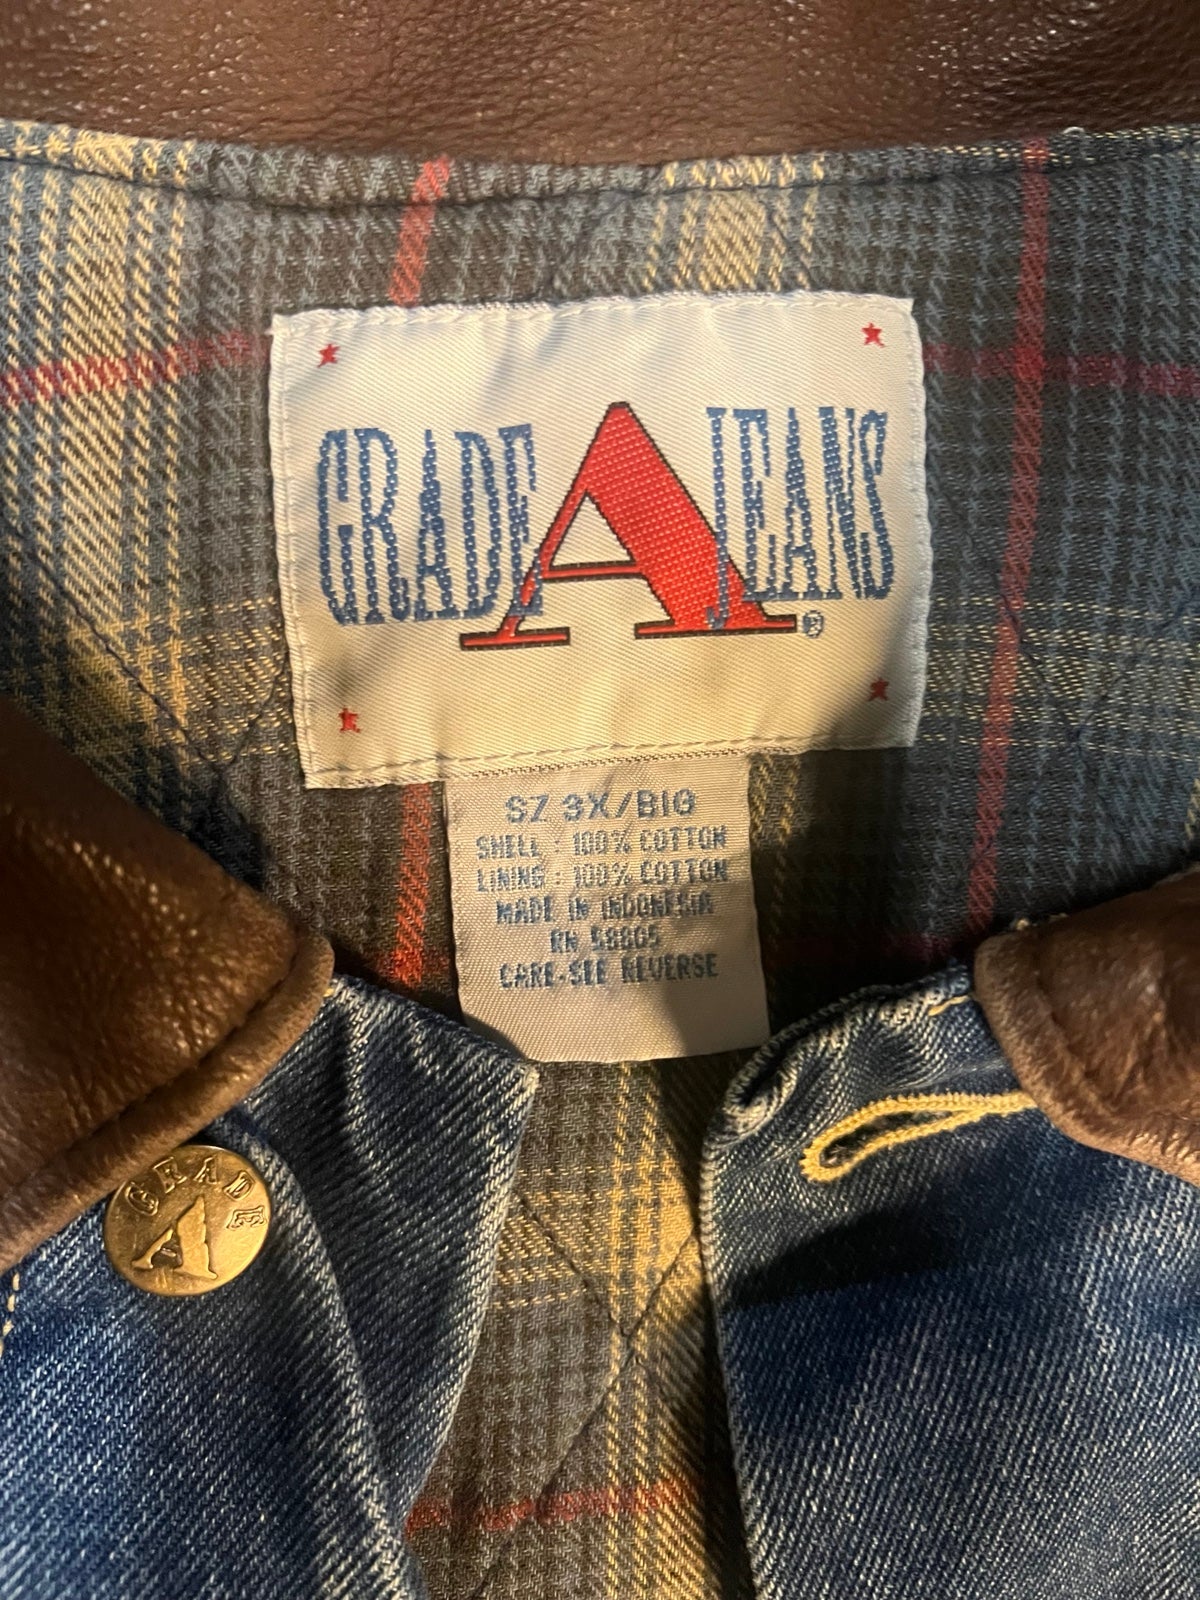 GRADE A JEANS ®
SZ 3X/BIG
SHELL : 100% COTTON
LINING : 100% COTTON
MADE IN INDONESIA
RN 58805
CARE-SEE REVERSE
GRADE
A